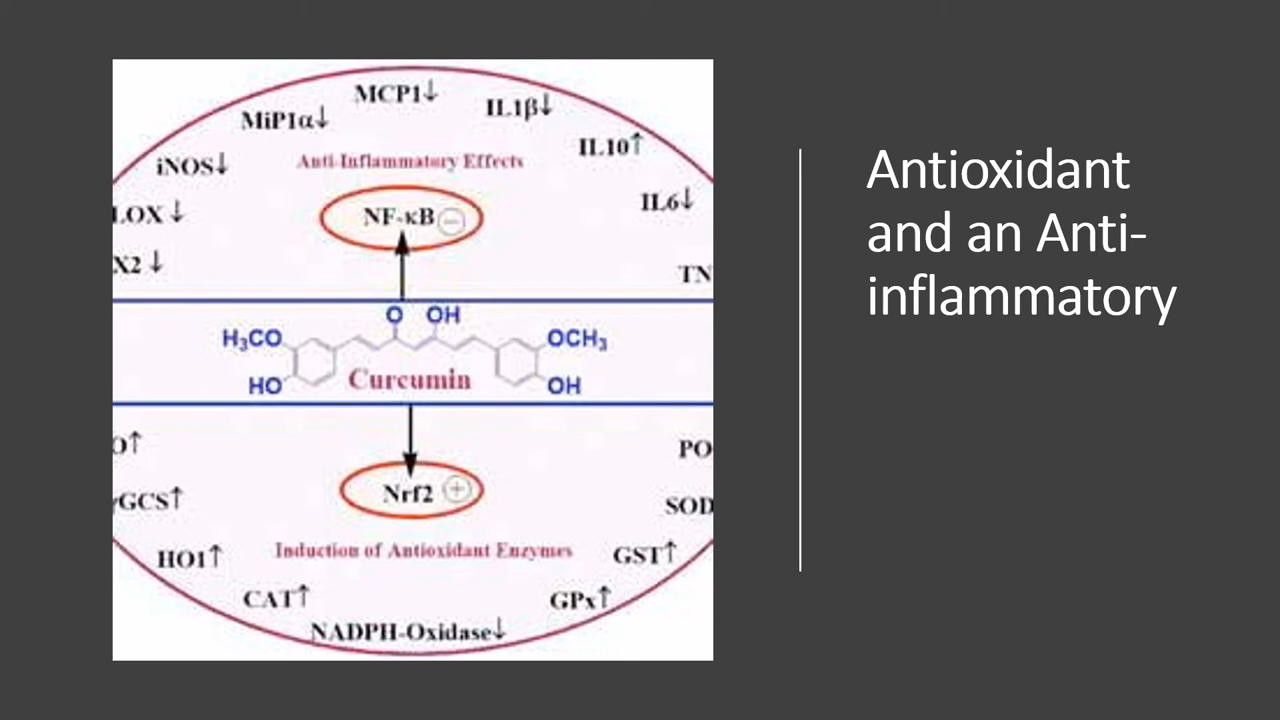 MCP1↓
MiP1α↓
IL1β↓
IL10↑
iNOS↓
Anti-Inflammatory Effects
IL6↓
LOX ↓
NF-κB −
X2 ↓
TN
O OH
H₃CO
OCH₃
HO
Curcumin
OH
O↑
PO
Nrf2 +
γGCS↑
SOD
HO1↑
Induction of Antioxidant Enzymes
GST↑
CAT↑
GPx↑
NADPH-Oxidase↓
Antioxidant
and an Anti-
inflammatory